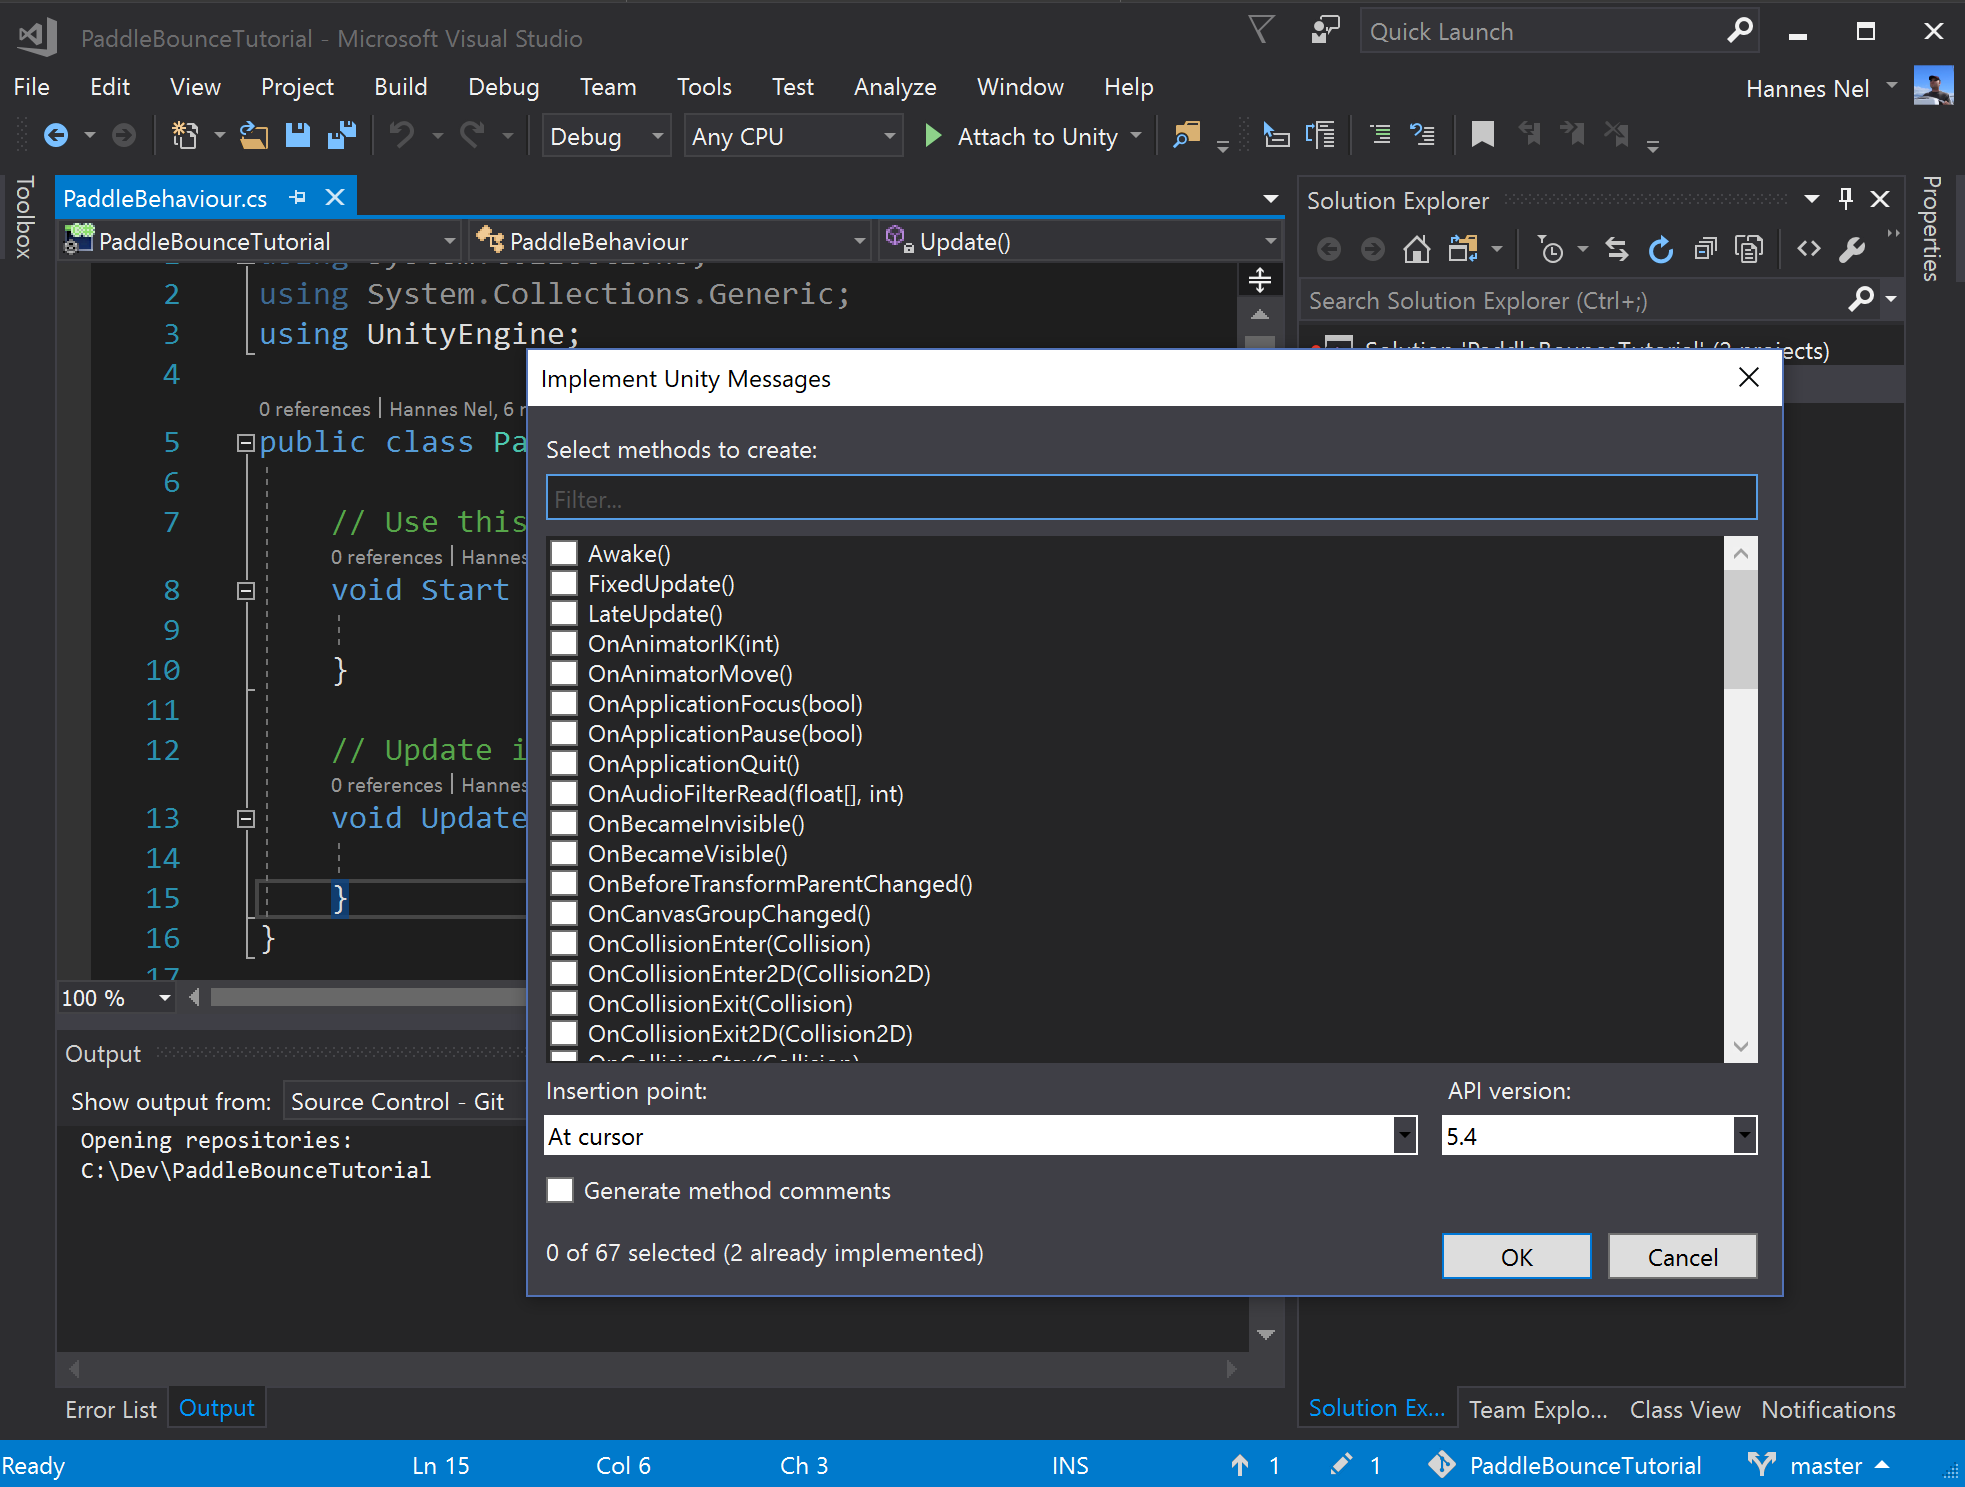 PaddleBounceTutorial - Microsoft Visual Studio
Quick Launch
File Edit View Project Build Debug Team Tools Test Analyze Window Help
Hannes Nel
Debug Any CPU Attach to Unity
Toolbox
PaddleBehaviour.cs
PaddleBounceTutorial PaddleBehaviour Update()
2 using System.Collections.Generic;
3 using UnityEngine;
4
0 references | Hannes Nel, 6
5 public class Pa
6
7 // Use this
0 references | Hannes
8 void Start
9
10 }
11
12 // Update i
0 references | Hannes
13 void Update
14
15 }
16 }
17
100 %
Output
Show output from: Source Control - Git
Opening repositories:
C:\Dev\PaddleBounceTutorial
Error List Output
Implement Unity Messages
Select methods to create:
Filter...
Awake()
FixedUpdate()
LateUpdate()
OnAnimatorIK(int)
OnAnimatorMove()
OnApplicationFocus(bool)
OnApplicationPause(bool)
OnApplicationQuit()
OnAudioFilterRead(float[], int)
OnBecameInvisible()
OnBecameVisible()
OnBeforeTransformParentChanged()
OnCanvasGroupChanged()
OnCollisionEnter(Collision)
OnCollisionEnter2D(Collision2D)
OnCollisionExit(Collision)
OnCollisionExit2D(Collision2D)
OnCollisionStay(Collision)
Insertion point:
At cursor
API version:
5.4
Generate method comments
0 of 67 selected (2 already implemented)
OK Cancel
Solution Explorer
Search Solution Explorer (Ctrl+;)
Solution 'PaddleBounceTutorial' (2 projects)
Properties
Solution Ex... Team Explo... Class View Notifications
Ready Ln 15 Col 6 Ch 3 INS 1 1 PaddleBounceTutorial master